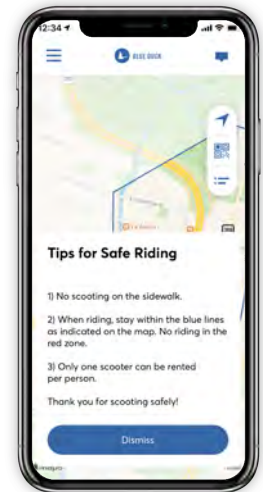 12:34
BLUE DUCK
Tips for Safe Riding
1) No scooting on the sidewalk.
2) When riding, stay within the blue lines
as indicated on the map. No riding in the
red zone.
3) Only one scooter can be rented
per person.
Thank you for scooting safely!
Dismiss